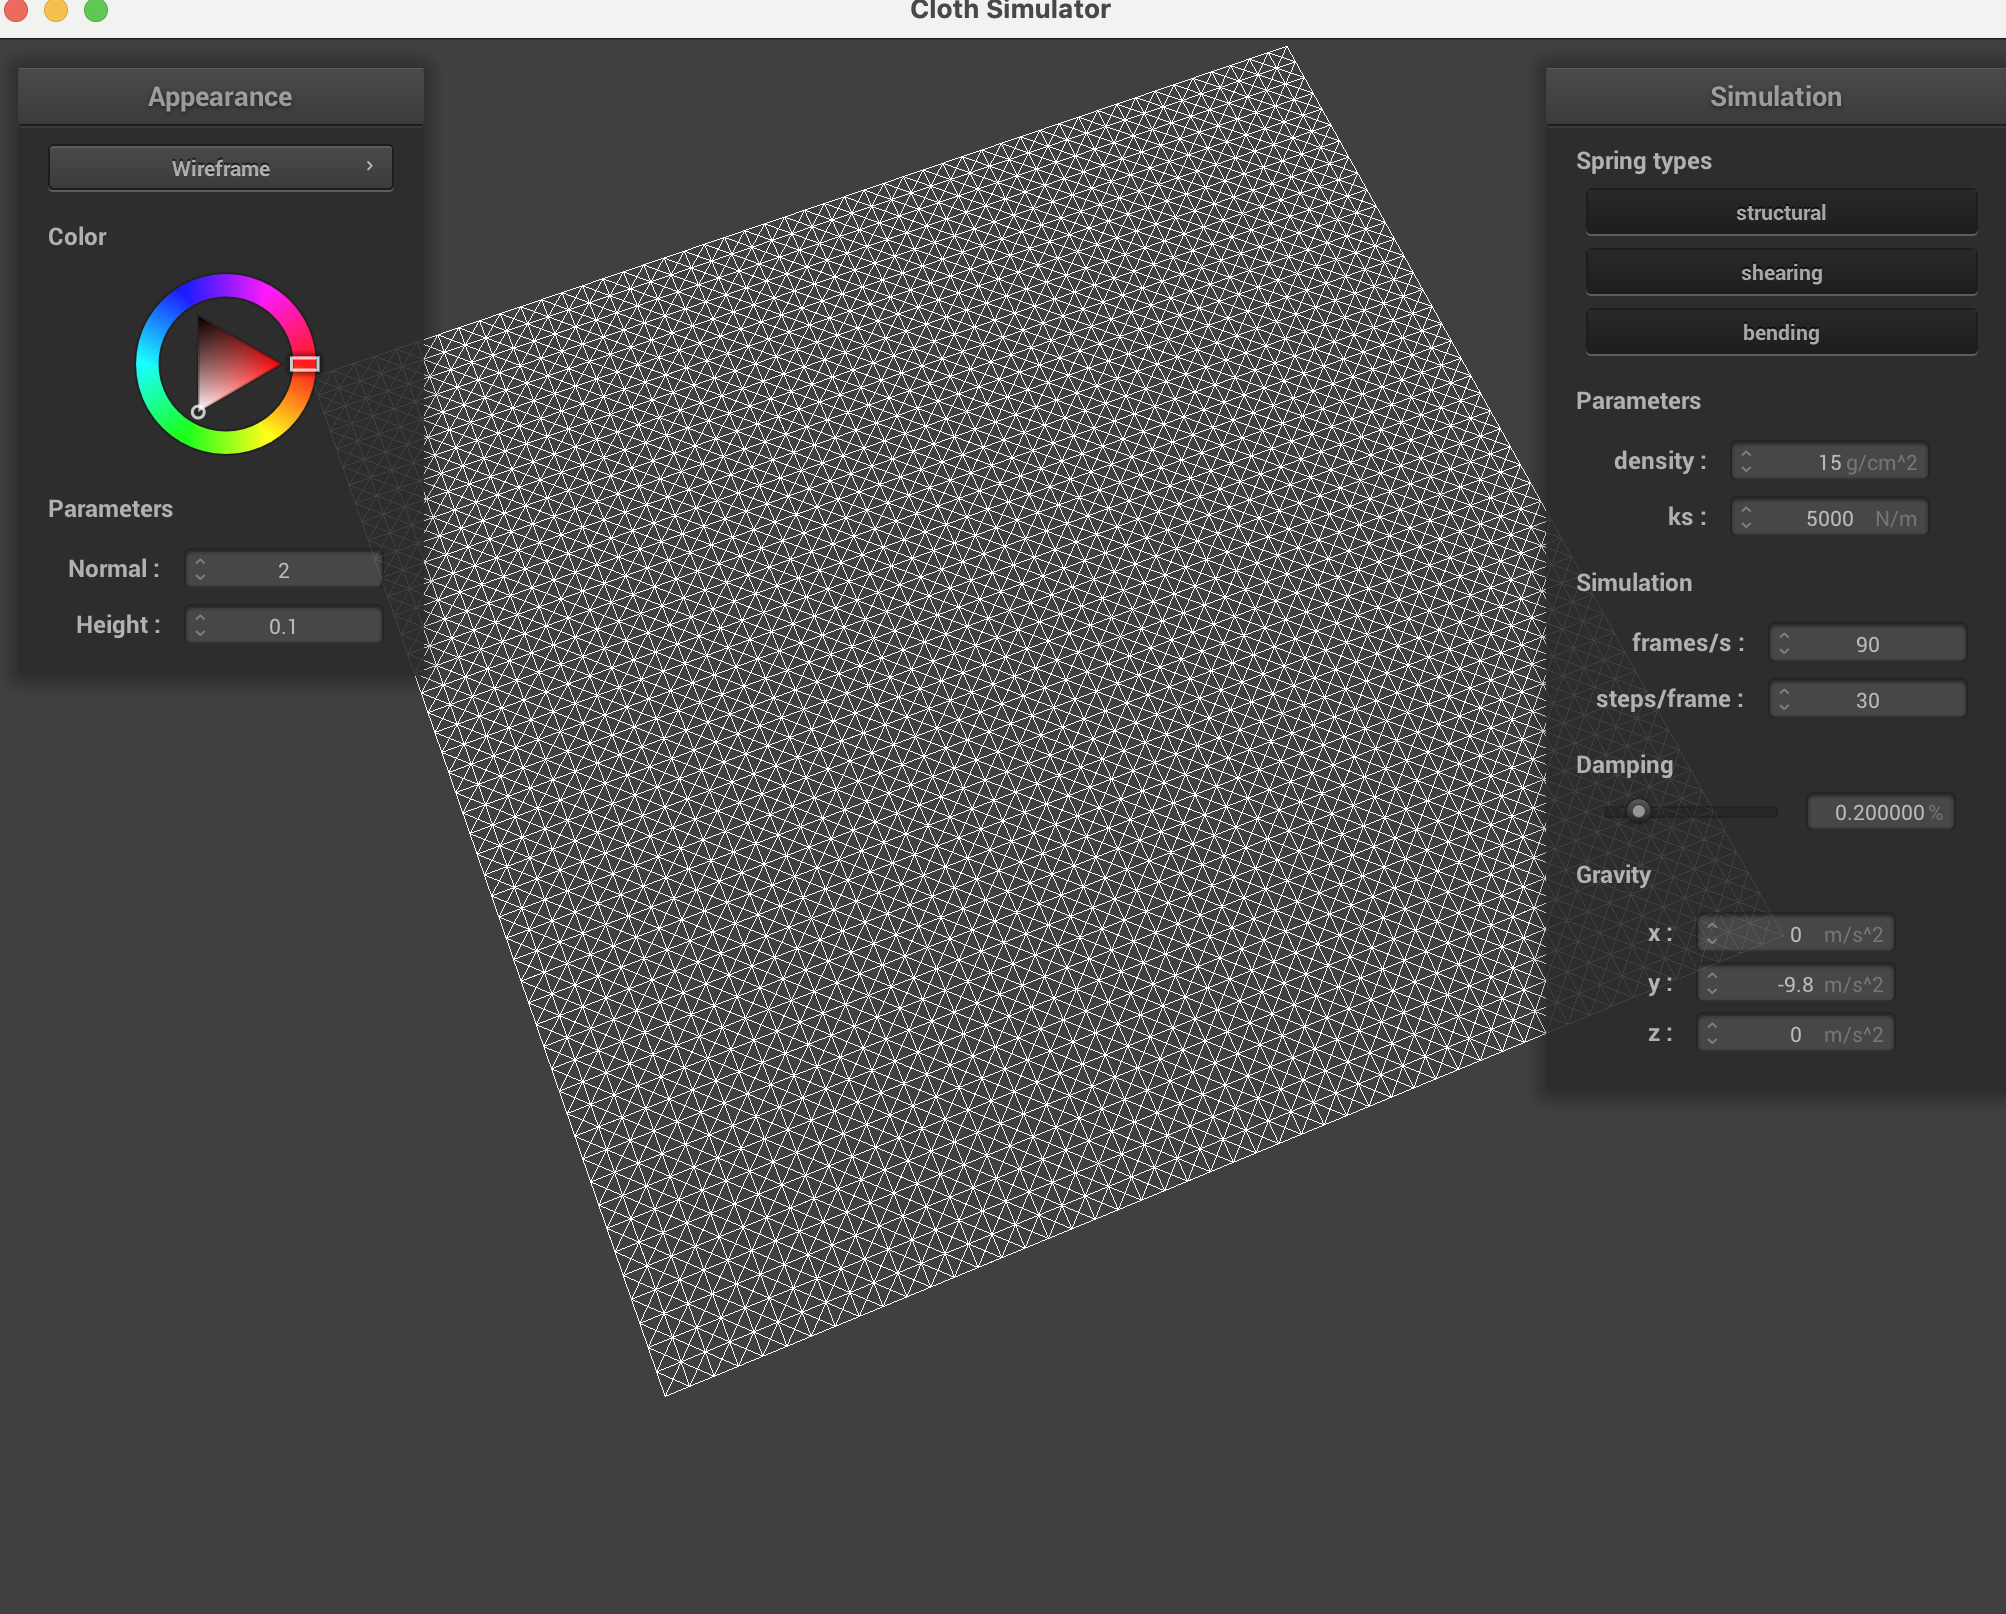 Cloth Simulator
Appearance
Wireframe ›
Color
Parameters
Normal : 2
Height : 0.1
Simulation
Spring types
structural
shearing
bending
Parameters
density : 15 g/cm^2
ks : 5000 N/m
Simulation
frames/s : 90
steps/frame : 30
Damping
0.200000 %
Gravity
x : 0 m/s^2
y : -9.8 m/s^2
z : 0 m/s^2